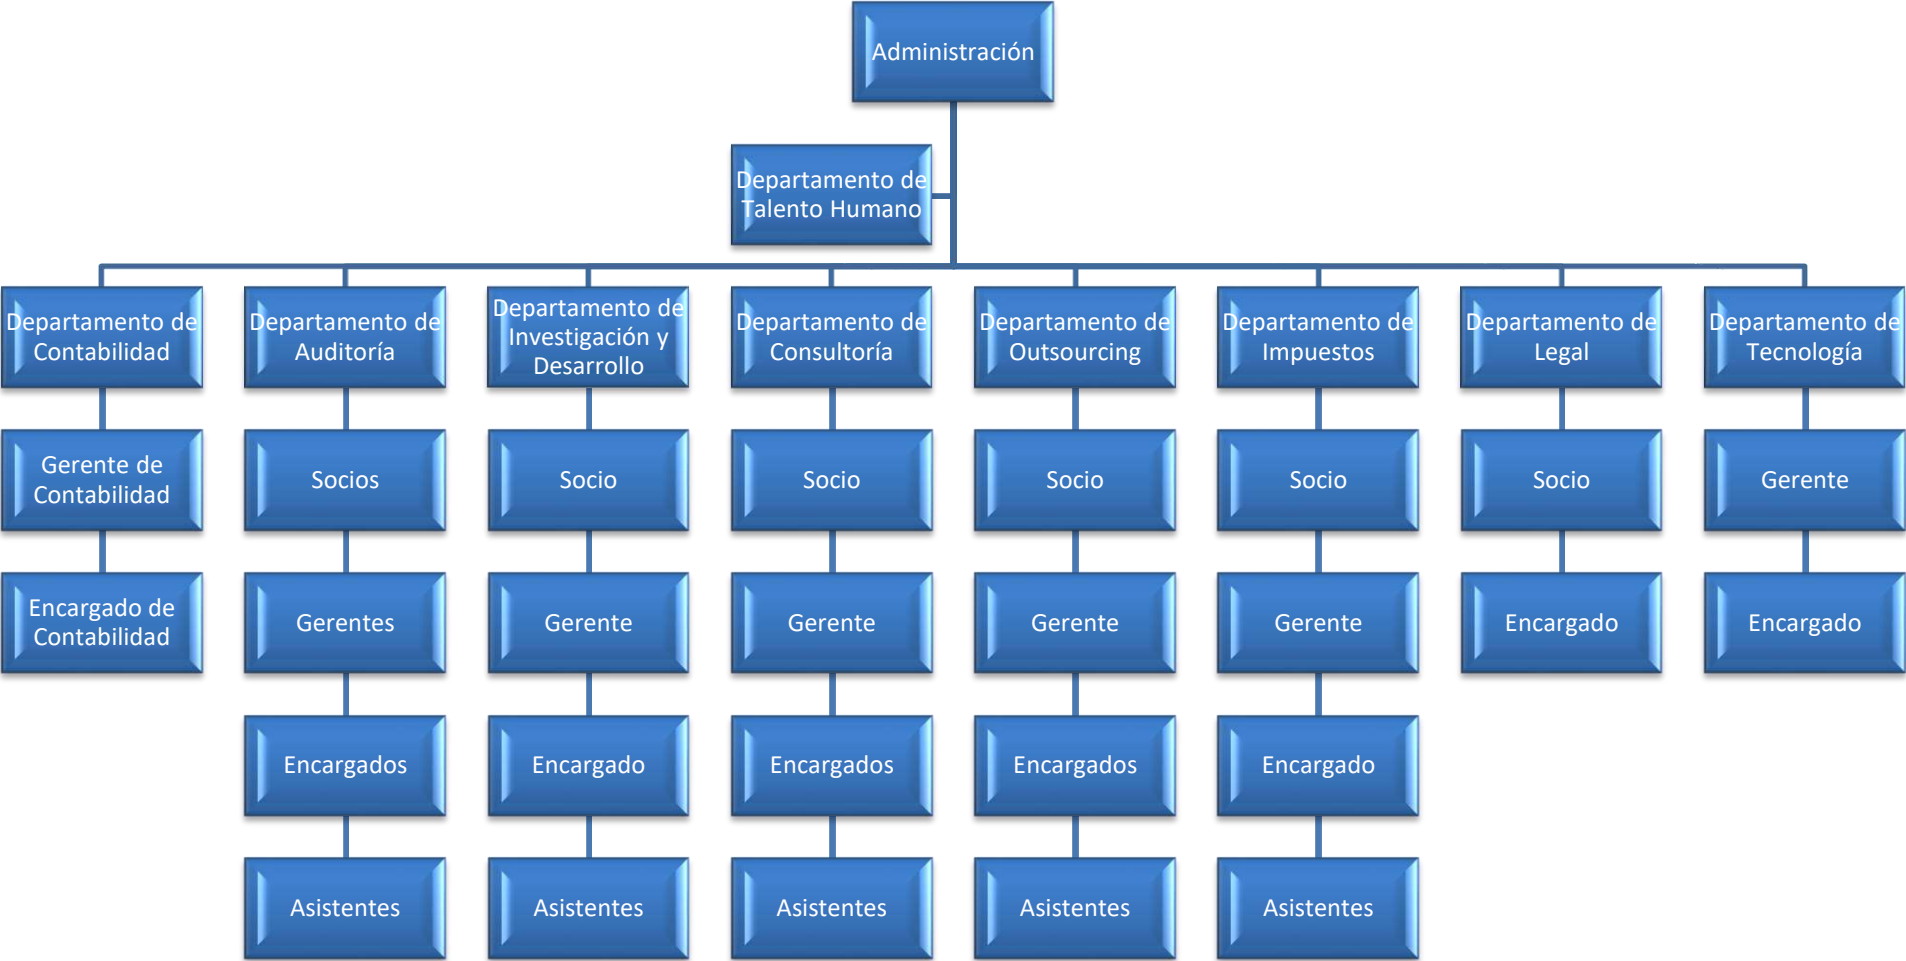 Administración
Departamento de
Talento Humano
Departamento de
Contabilidad
Departamento de
Auditoría
Departamento de
Investigación y
Desarrollo
Departamento de
Consultoría
Departamento de
Outsourcing
Departamento de
Impuestos
Departamento de
Legal
Departamento de
Tecnología
Gerente de
Contabilidad
Socios
Socio
Socio
Socio
Socio
Socio
Gerente
Encargado de
Contabilidad
Gerentes
Gerente
Gerente
Gerente
Gerente
Encargado
Encargado
Encargados
Encargado
Encargados
Encargados
Encargado
Asistentes
Asistentes
Asistentes
Asistentes
Asistentes